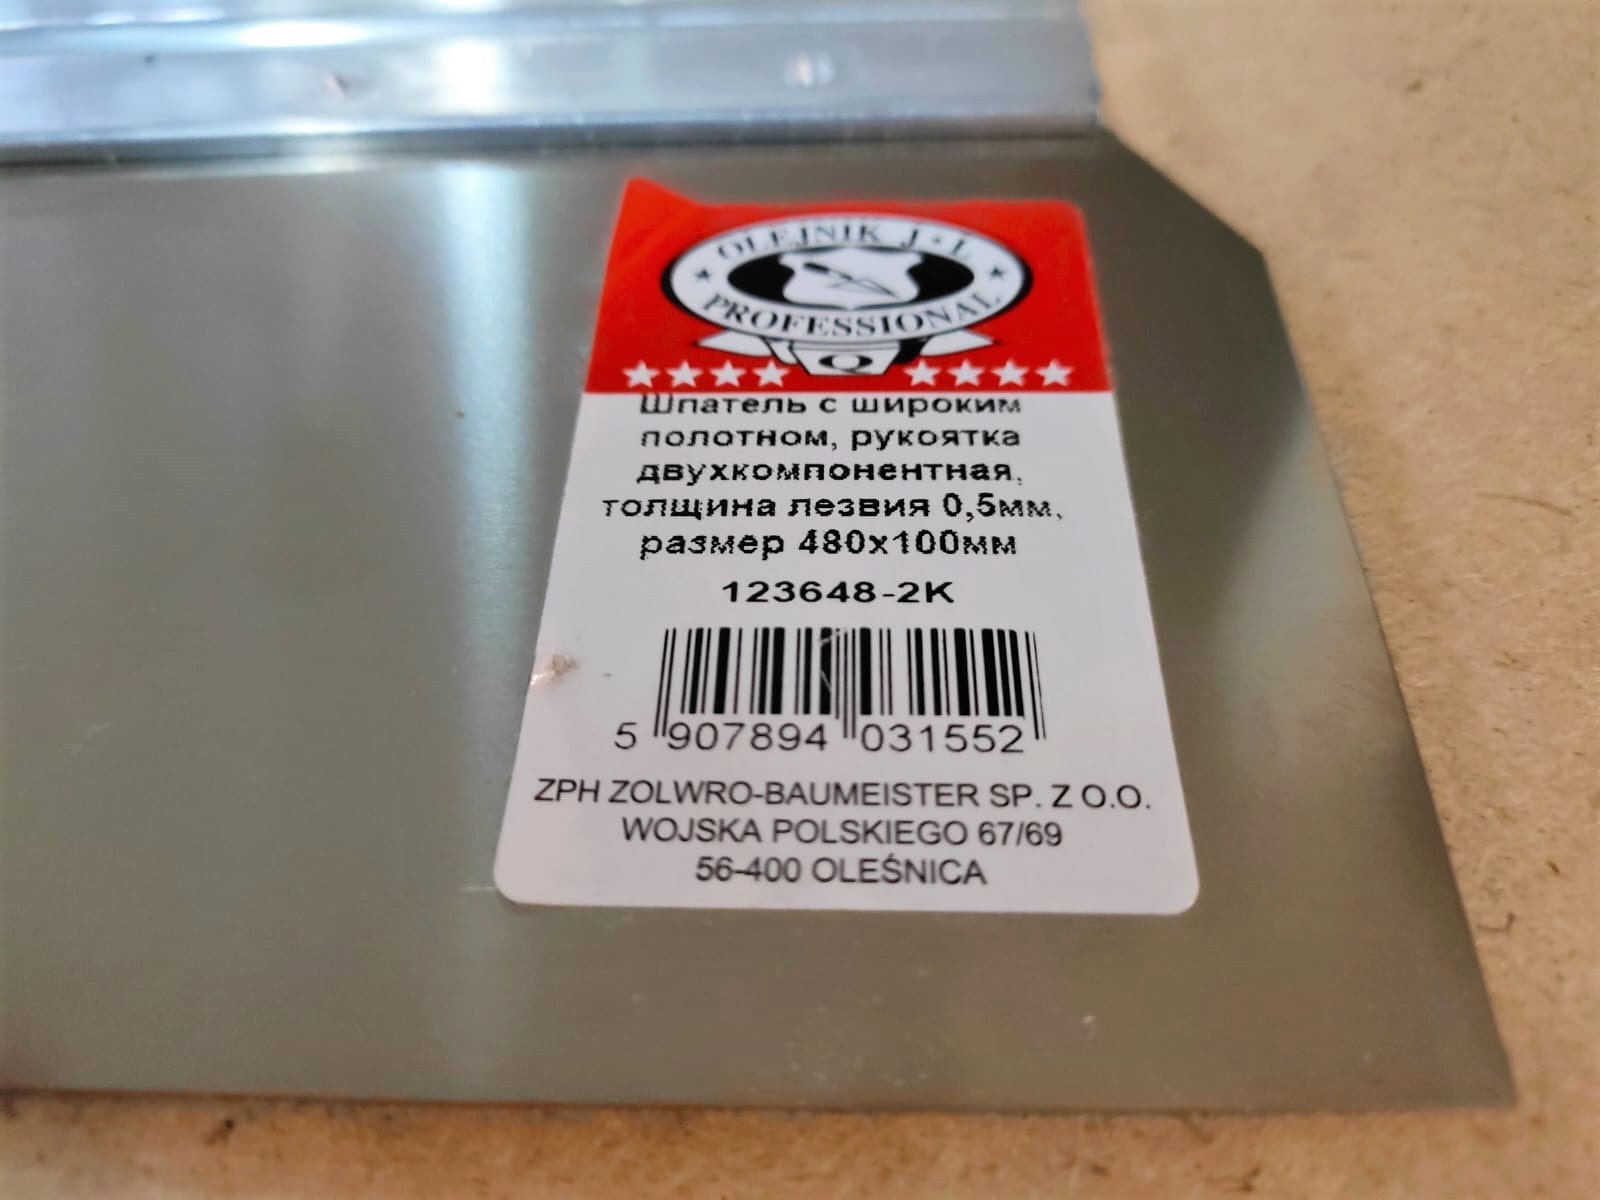 OLEJNIK J · L
PROFESSIONAL
Q
Шпатель с широким
полотном, рукоятка
двухкомпонентная,
толщина лезвия 0,5мм,
размер 480х100мм
123648-2K
5 907894 031552
ZPH ZOLWRO-BAUMEISTER SP. Z O.O.
WOJSKA POLSKIEGO 67/69
56-400 OLEŚNICA